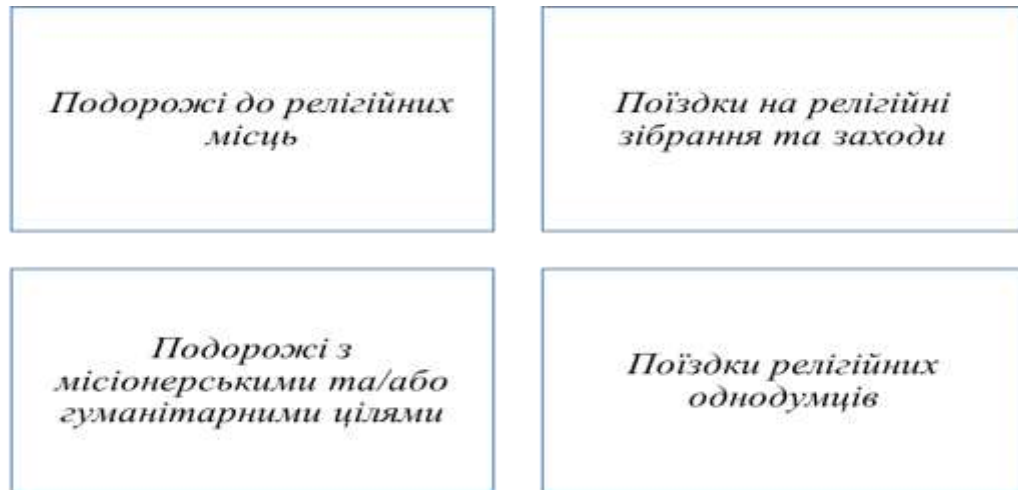 Подорожі до релігійних
місць
Поїздки на релігійні
зібрання та заходи
Подорожі з
місіонерськими та/або
гуманітарними цілями
Поїздки релігійних
однодумців